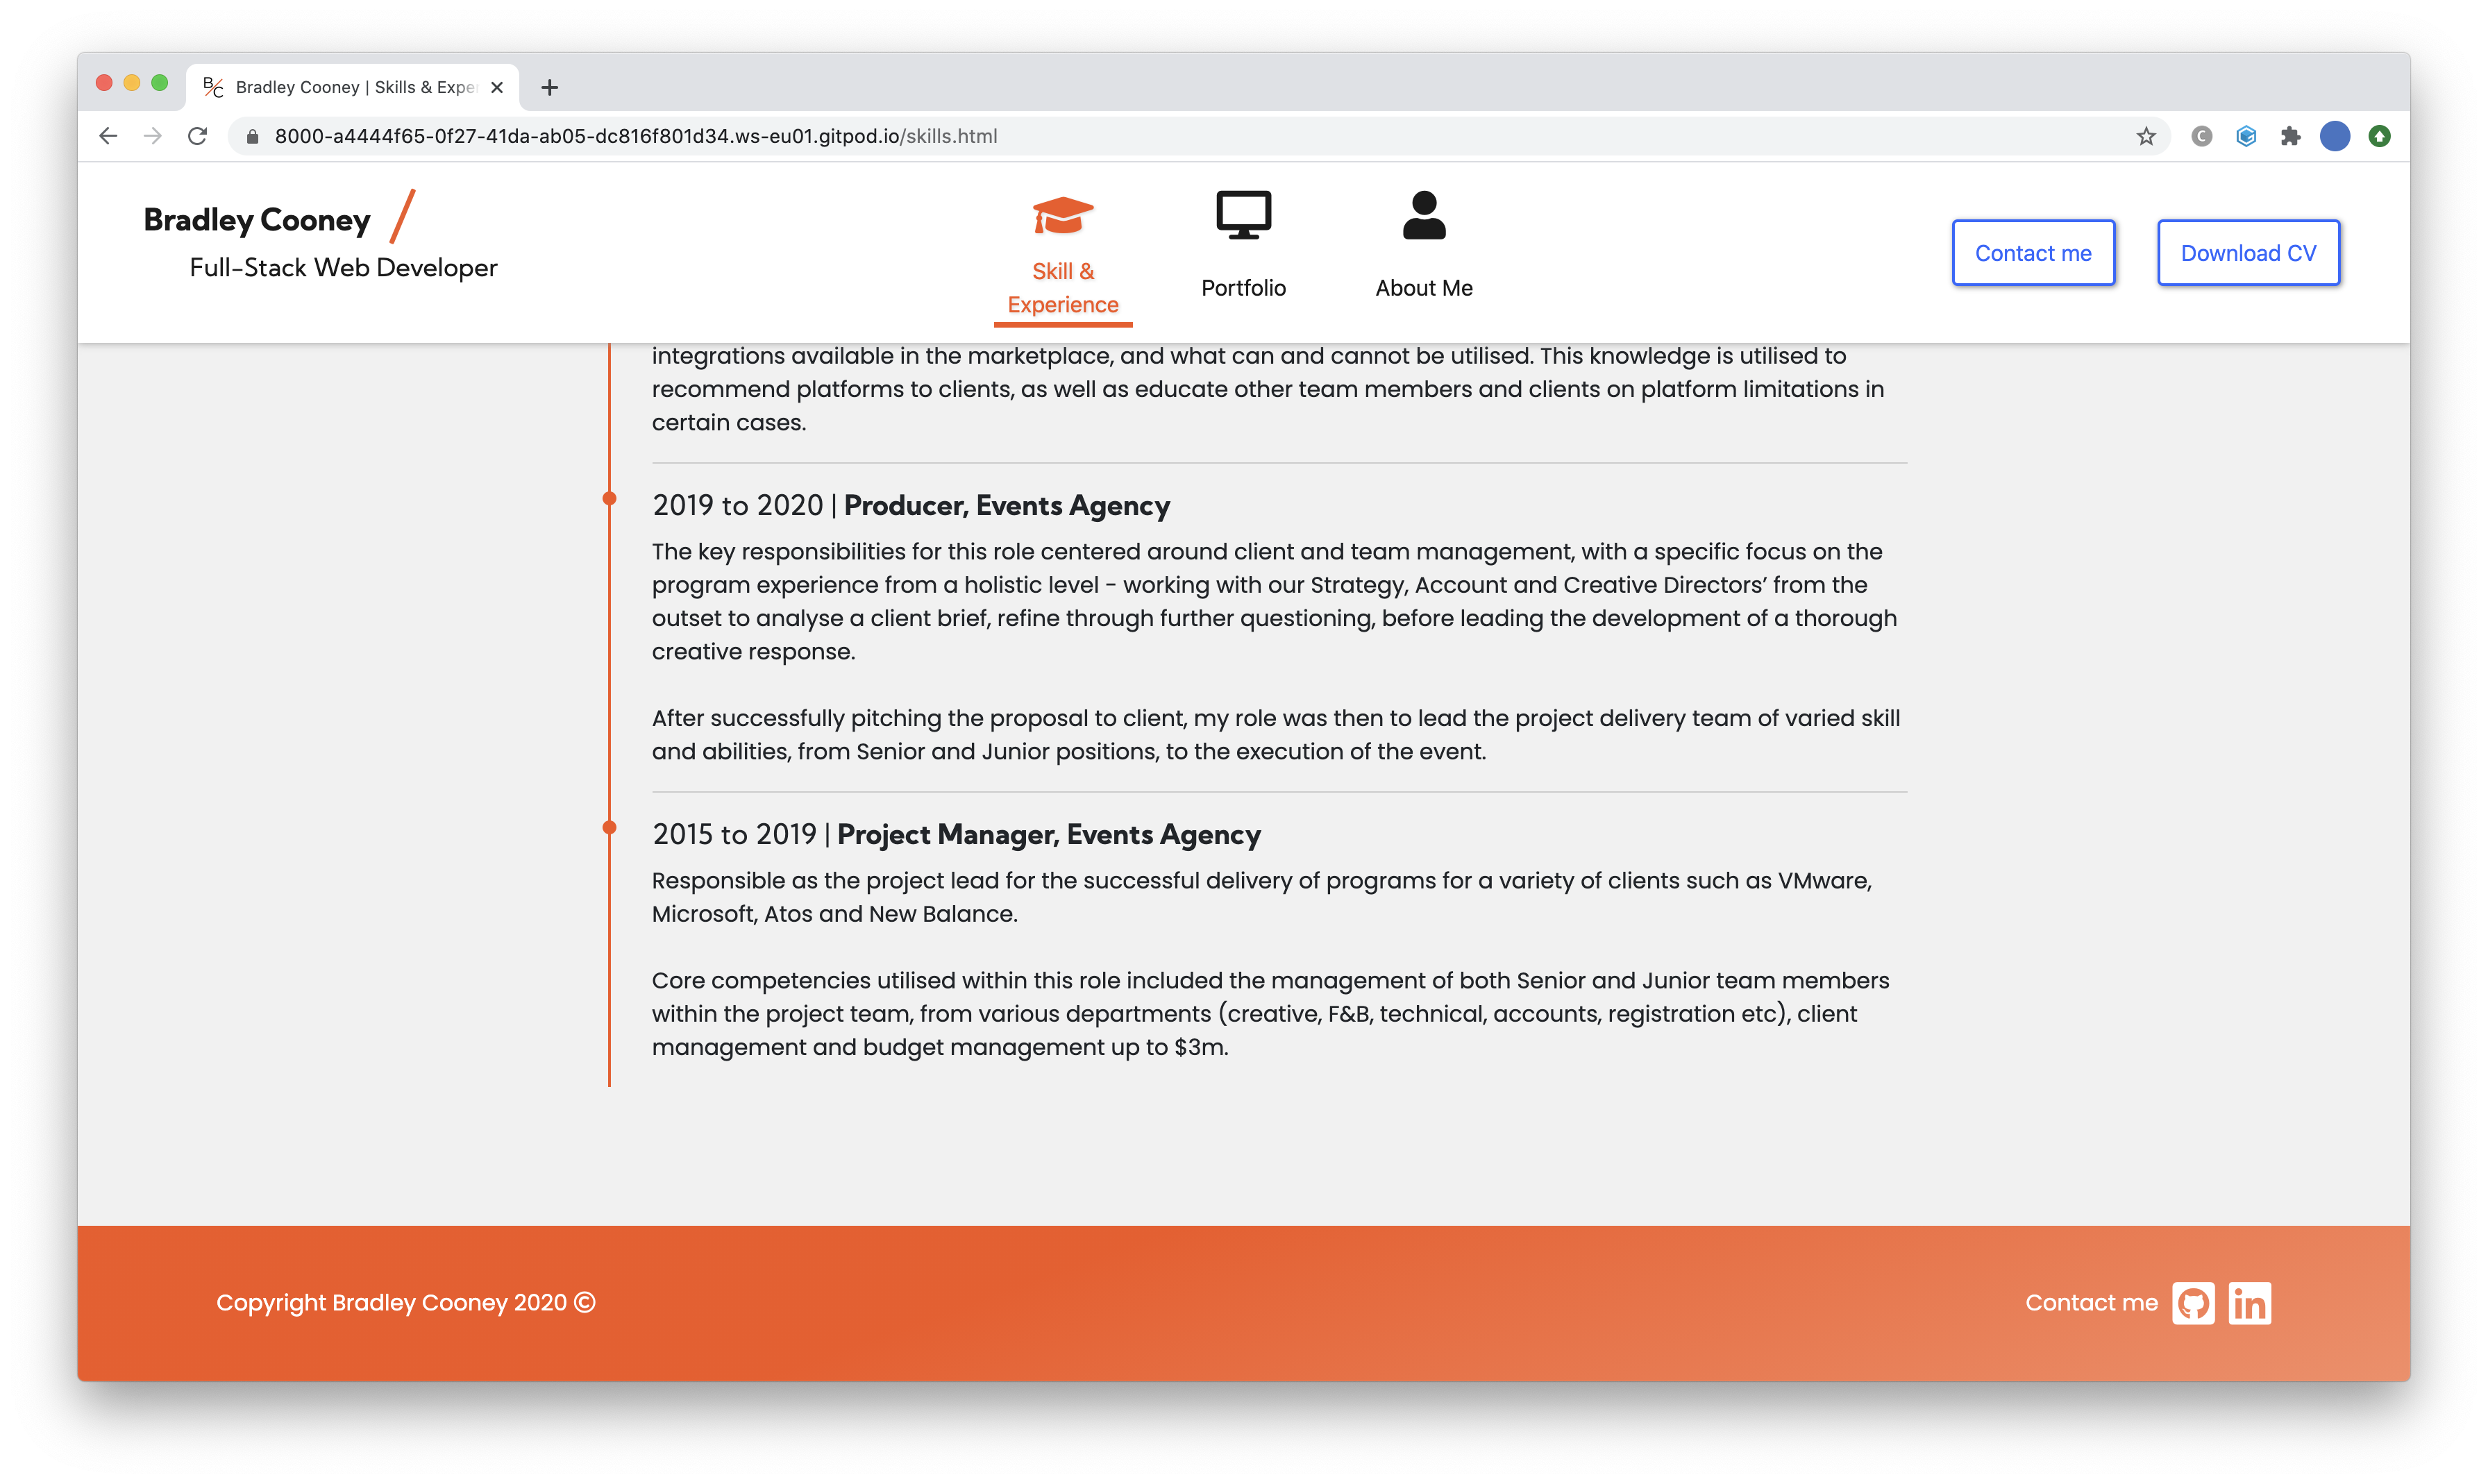 Bradley Cooney | Skills & Expe
8000-a4444f65-0f27-41da-ab05-dc816f801d34.ws-eu01.gitpod.io/skills.html
Bradley Cooney
Full-Stack Web Developer
Skill &
Experience
Portfolio
About Me
Contact me
Download CV
integrations available in the marketplace, and what can and cannot be utilised. This knowledge is utilised to
recommend platforms to clients, as well as educate other team members and clients on platform limitations in
certain cases.
2019 to 2020 | Producer, Events Agency
The key responsibilities for this role centered around client and team management, with a specific focus on the
program experience from a holistic level - working with our Strategy, Account and Creative Directors’ from the
outset to analyse a client brief, refine through further questioning, before leading the development of a thorough
creative response.
After successfully pitching the proposal to client, my role was then to lead the project delivery team of varied skill
and abilities, from Senior and Junior positions, to the execution of the event.
2015 to 2019 | Project Manager, Events Agency
Responsible as the project lead for the successful delivery of programs for a variety of clients such as VMware,
Microsoft, Atos and New Balance.
Core competencies utilised within this role included the management of both Senior and Junior team members
within the project team, from various departments (creative, F&B, technical, accounts, registration etc), client
management and budget management up to $3m.
Copyright Bradley Cooney 2020 ©
Contact me